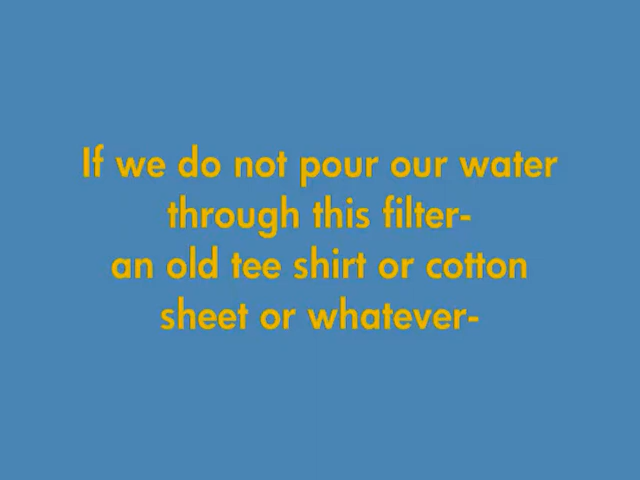 If we do not pour our water
through this filter-
an old tee shirt or cotton
sheet or whatever-